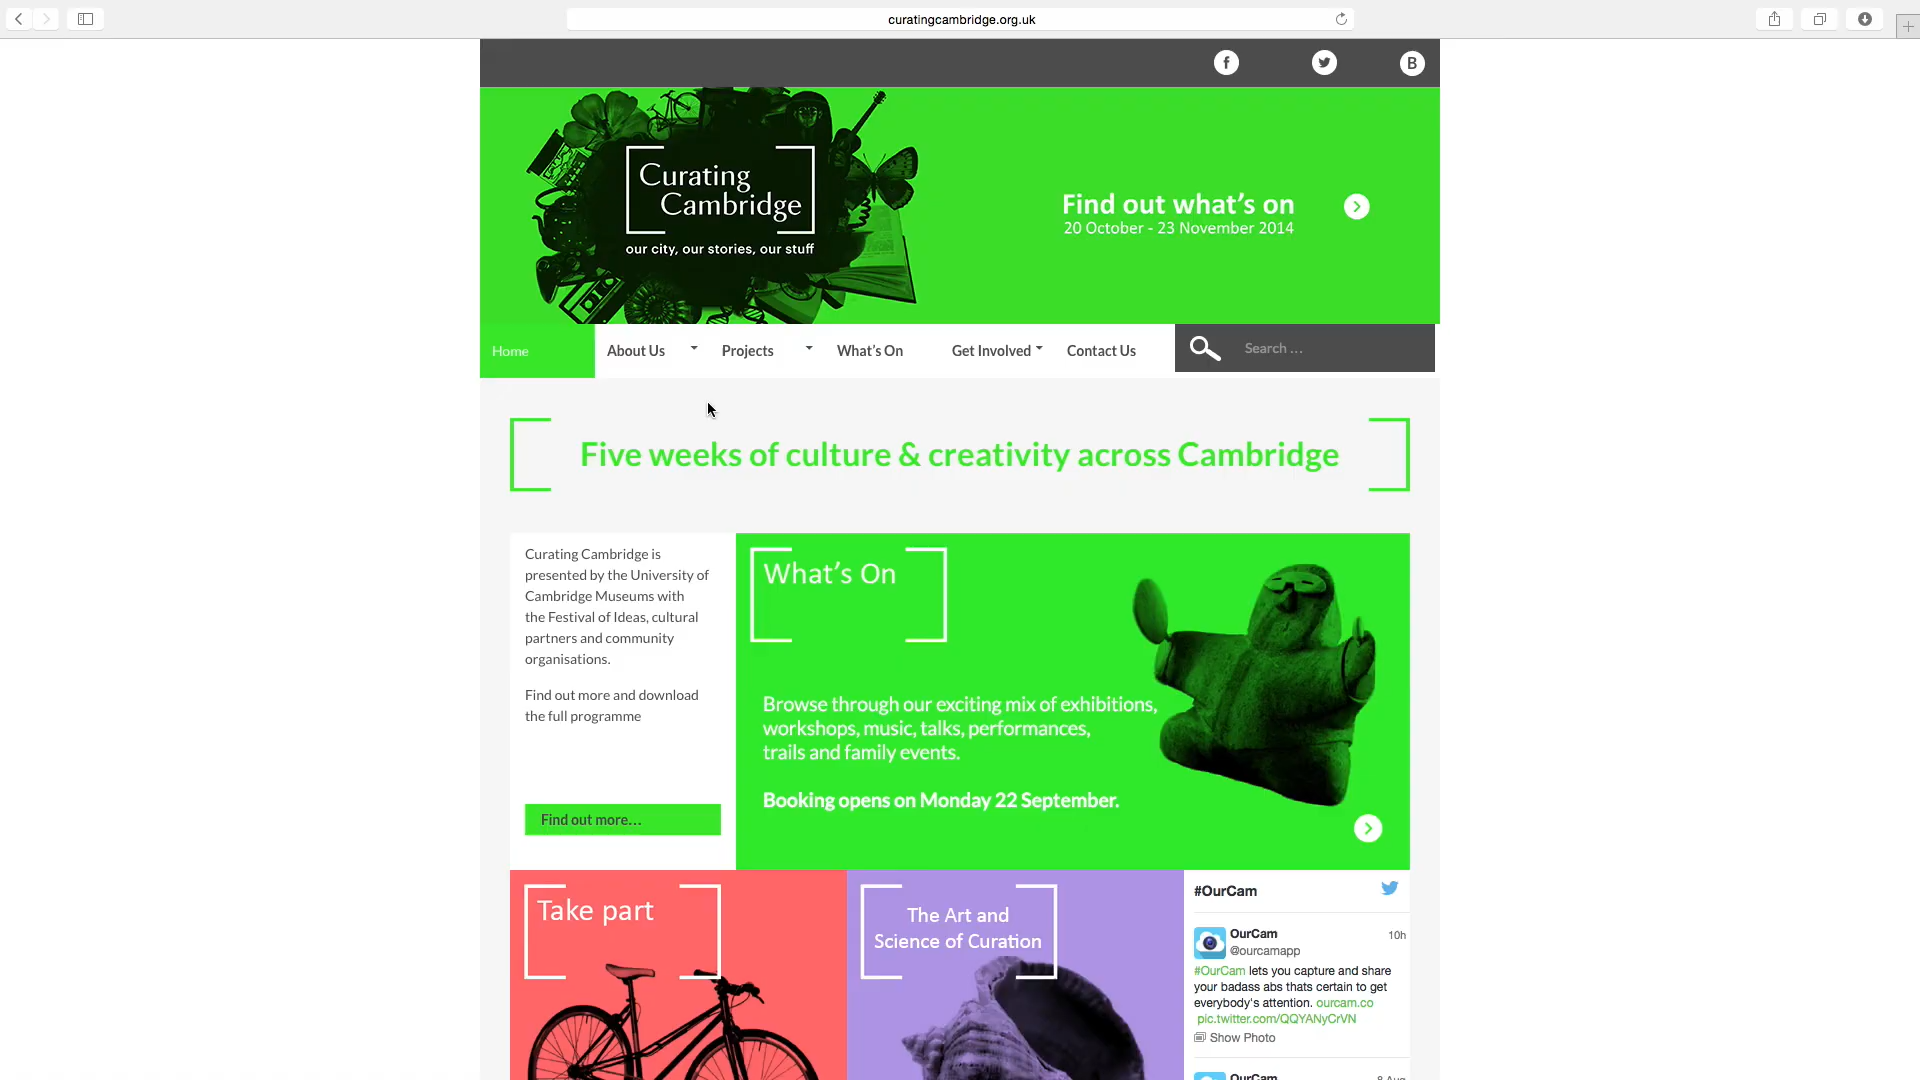 curatingcambridge.org.uk
f
B
Curating
Cambridge
our city, our stories, our stuff
Find out what's on
20 October - 23 November 2014
Home
About Us
Projects
What's On
Get Involved
Contact Us
Search ...
Five weeks of culture & creativity across Cambridge
Curating Cambridge is
presented by the University of
Cambridge Museums with
the Festival of Ideas, cultural
partners and community
organisations.
Find out more and download
the full programme
Find out more...
What's On
Browse through our exciting mix of exhibitions,
workshops, music, talks, performances,
trails and family events.
Booking opens on Monday 22 September.
Take part
The Art and
Science of Curation
#OurCam
OurCam 10h
@ourcamapp
#OurCam lets you capture and share
your badass abs thats certain to get
everybody's attention. ourcam.co
pic.twitter.com/QQYANyCrVN
Show Photo
OurCam 8 Aug